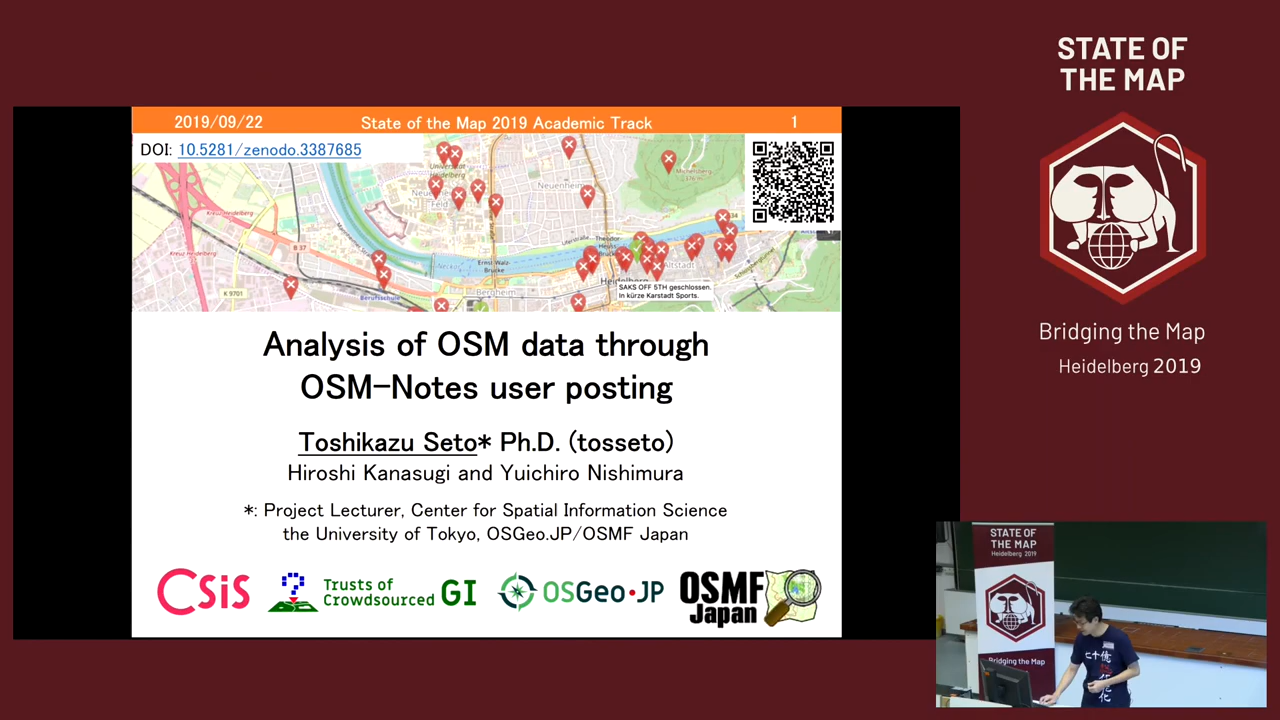 STATE OF
THE MAP
Bridging the Map
Heidelberg 2019
2019/09/22
State of the Map 2019 Academic Track
1
DOI: 10.5281/zenodo.3387685
Neuenheim
B 37
K 9701
Bergheim
Altstadt
Ernst-Walz-
Brücke
Berufsschule
SAKS OFF 5TH geschlossen.
In kürze Karstadt Sports.
Analysis of OSM data through
OSM-Notes user posting
Toshikazu Seto* Ph.D. (tosseto)
Hiroshi Kanasugi and Yuichiro Nishimura
*: Project Lecturer, Center for Spatial Information Science
the University of Tokyo, OSGeo.JP/OSMF Japan
CSiS
Trusts of
Crowdsourced GI
OSGeo·JP
OSMF
Japan
STATE OF
THE MAP
Heidelberg 2019
Bridging the Map